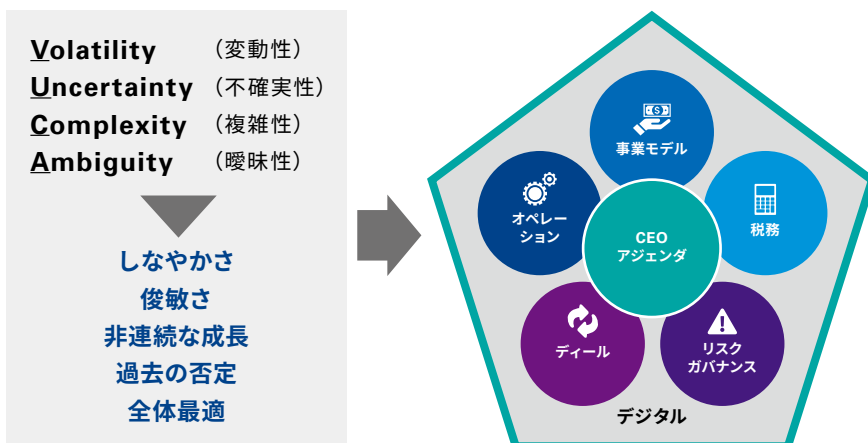 Volatility （変動性）
Uncertainty （不確実性）
Complexity （複雑性）
Ambiguity （曖昧性）
しなやかさ
俊敏さ
非連続な成長
過去の否定
全体最適
事業モデル
オペレー
ション
税務
CEO
アジェンダ
ディール
リスク
ガバナンス
デジタル